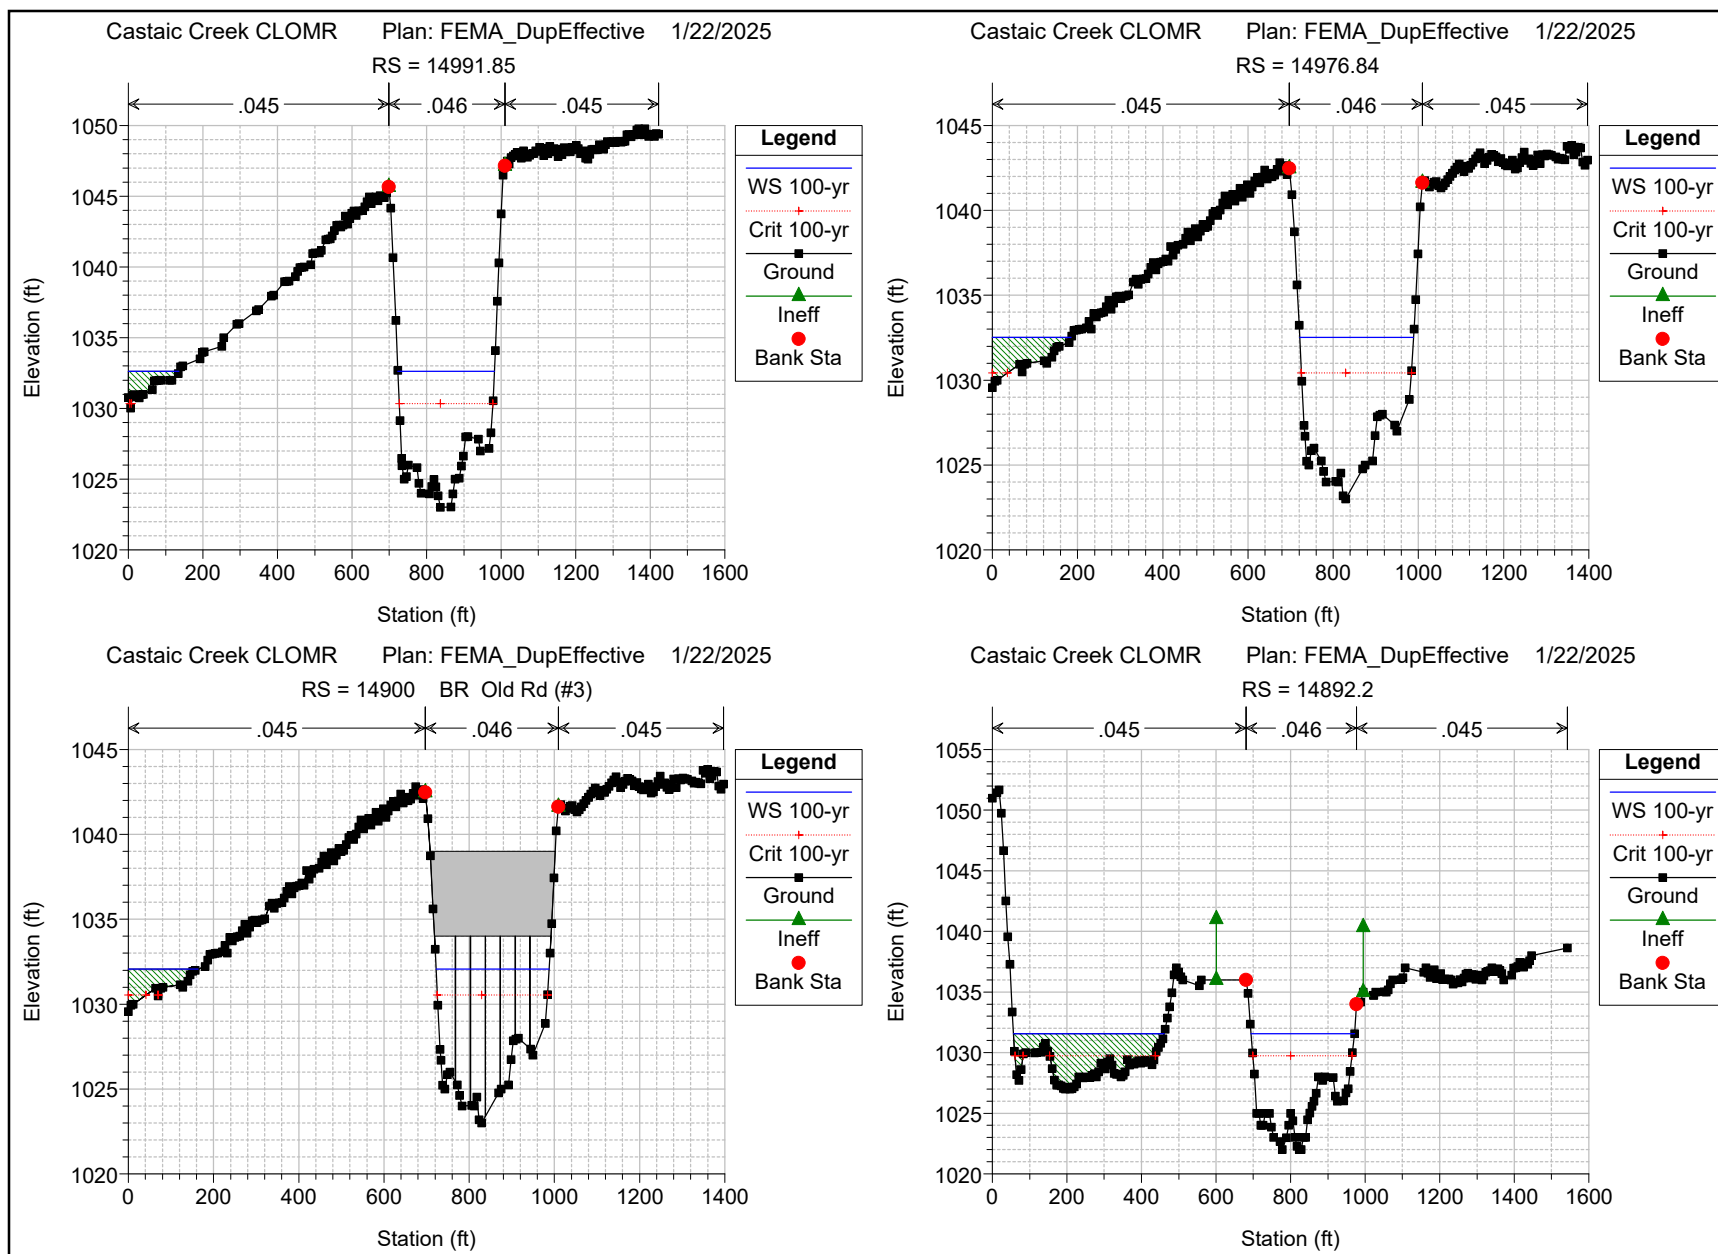 Castaic Creek CLOMR Plan: FEMA_DupEffective 1/22/2025
RS = 14991.85
.045 .046 .045
Elevation (ft)
1050
1045
1040
1035
1030
1025
1020
0 200 400 600 800 1000 1200 1400 1600
Station (ft)
Legend
WS 100-yr
Crit 100-yr
Ground
Ineff
Bank Sta
Castaic Creek CLOMR Plan: FEMA_DupEffective 1/22/2025
RS = 14976.84
.045 .046 .045
Elevation (ft)
1045
1040
1035
1030
1025
1020
0 200 400 600 800 1000 1200 1400
Station (ft)
Legend
WS 100-yr
Crit 100-yr
Ground
Ineff
Bank Sta
Castaic Creek CLOMR Plan: FEMA_DupEffective 1/22/2025
RS = 14900 BR Old Rd (#3)
.045 .046 .045
Elevation (ft)
1045
1040
1035
1030
1025
1020
0 200 400 600 800 1000 1200 1400
Station (ft)
Legend
WS 100-yr
Crit 100-yr
Ground
Ineff
Bank Sta
Castaic Creek CLOMR Plan: FEMA_DupEffective 1/22/2025
RS = 14892.2
.045 .046 .045
Elevation (ft)
1055
1050
1045
1040
1035
1030
1025
1020
0 200 400 600 800 1000 1200 1400 1600
Station (ft)
Legend
WS 100-yr
Crit 100-yr
Ground
Ineff
Bank Sta